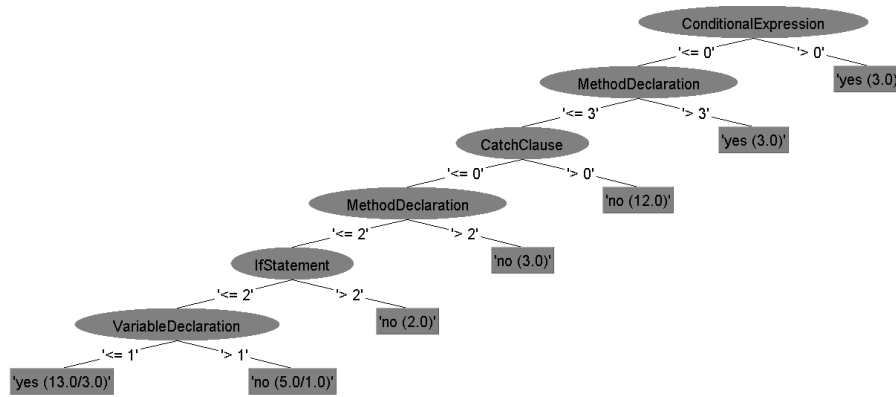 ConditionalExpression
'<= 0' '> 0'
MethodDeclaration 'yes (3.0)
'<= 3' '> 3'
CatchClause 'yes (3.0)'
'<= 0' '> 0'
MethodDeclaration 'no (12.0)'
'<= 2' '> 2'
IfStatement 'no (3.0)'
'<= 2' '> 2'
VariableDeclaration 'no (2.0)'
'<= 1' '> 1'
'yes (13.0/3.0)' 'no (5.0/1.0)'